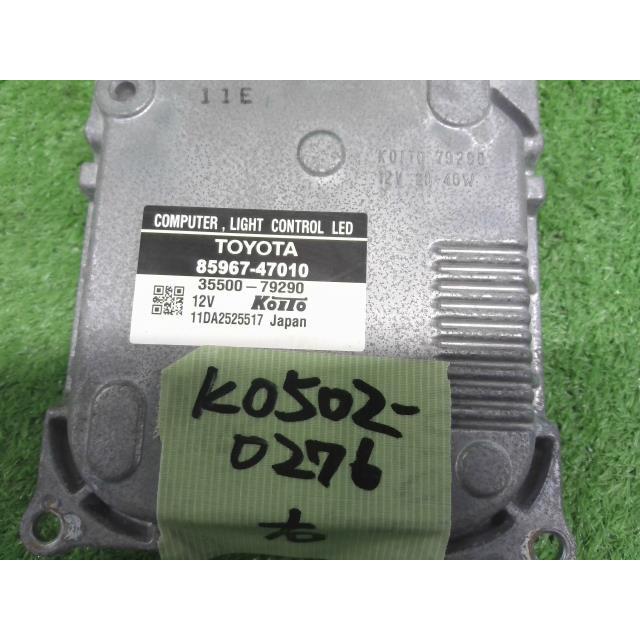 11E
KOITO 79290
12V 20-40W
COMPUTER , LIGHT CONTROL LED
TOYOTA
85967-47010
35500-79290
12V KOITO
11DA2525517 Japan
K0502-
0276
右